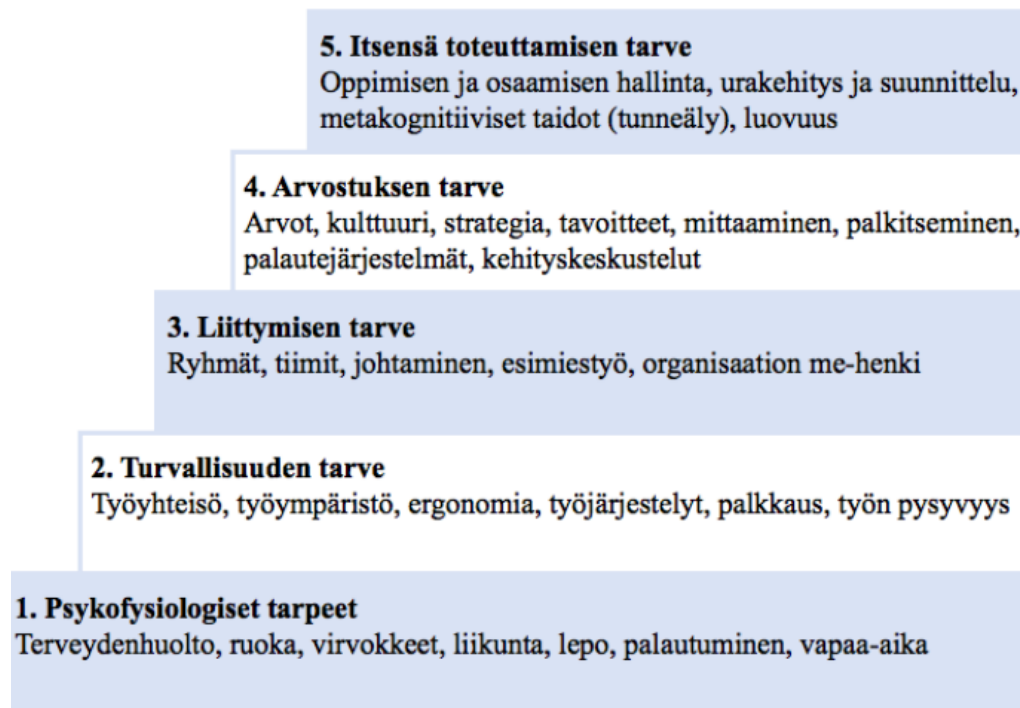 5. Itsensä toteuttamisen tarve
Oppimisen ja osaamisen hallinta, urakehitys ja suunnittelu,
metakognitiiviset taidot (tunneäly), luovuus
4. Arvostuksen tarve
Arvot, kulttuuri, strategia, tavoitteet, mittaaminen, palkitseminen,
palautejärjestelmät, kehityskeskustelut
3. Liittymisen tarve
Ryhmät, tiimit, johtaminen, esimiestyö, organisaation me-henki
2. Turvallisuuden tarve
Työyhteisö, työympäristö, ergonomia, työjärjestelyt, palkkaus, työn pysyvyys
1. Psykofysiologiset tarpeet
Terveydenhuolto, ruoka, virvokkeet, liikunta, lepo, palautuminen, vapaa-aika